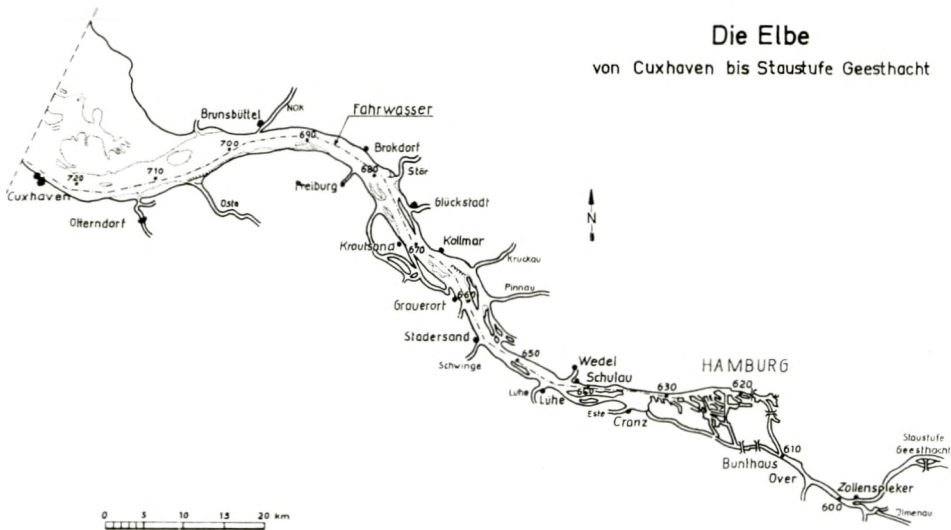 Die Elbe
von Cuxhaven bis Staustufe Geesthacht
NOK
Brunsbüttel
Fahrwasser
690
700
Brokdorf
720
710
680
Stör
Cuxhaven
Freiburg
Oste
Glückstadt
Otterndorf
N
Krautsand
670
Kollmar
Krückau
Pinnau
660
Grauerort
Stadersand
650
Schwinge
Wedel
HAMBURG
Schulau
630
620
Lühe
Lühe
640
Este
Cranz
Staustufe
Geesthacht
610
Bunthaus
Over
Zollenspieker
600
Ilmenau
0 5 10 15 20 km